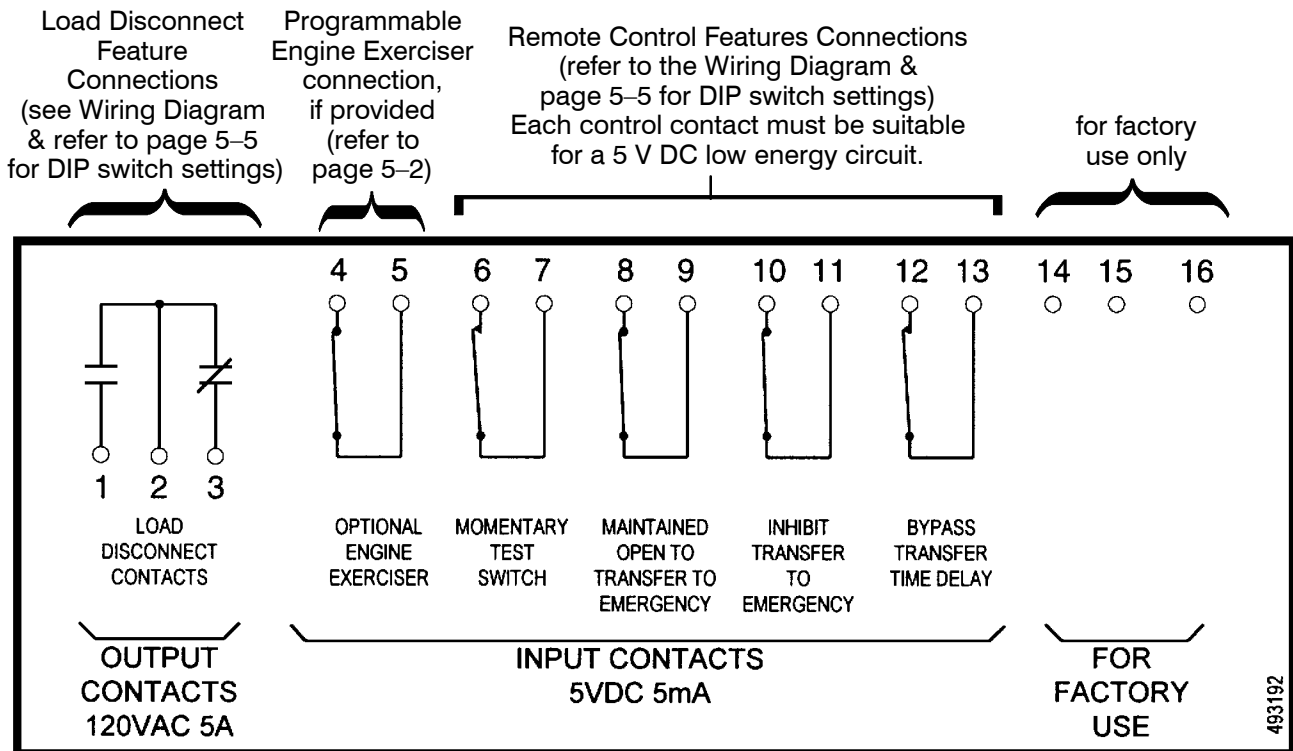 Load Disconnect
Feature
Connections
(see Wiring Diagram
& refer to page 5–5
for DIP switch settings)
Programmable
Engine Exerciser
connection,
if provided
(refer to
page 5–2)
Remote Control Features Connections
(refer to the Wiring Diagram &
page 5–5 for DIP switch settings)
Each control contact must be suitable
for a 5 V DC low energy circuit.
for factory
use only
4 5 6 7 8 9 10 11 12 13 14 15 16
1 2 3
LOAD
DISCONNECT
CONTACTS
OPTIONAL
ENGINE
EXERCISER
MOMENTARY
TEST
SWITCH
MAINTAINED
OPEN TO
TRANSFER TO
EMERGENCY
INHIBIT
TRANSFER
TO
EMERGENCY
BYPASS
TRANSFER
TIME DELAY
OUTPUT
CONTACTS
120VAC 5A
INPUT CONTACTS
5VDC 5mA
FOR
FACTORY
USE
493192